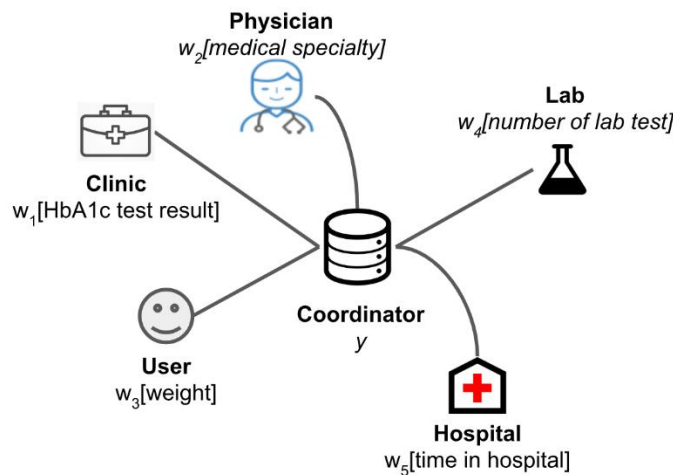 Physician
w2[medical specialty]
Lab
w4[number of lab test]
Clinic
w1[HbA1c test result]
Coordinator
y
User
w3[weight]
Hospital
w5[time in hospital]